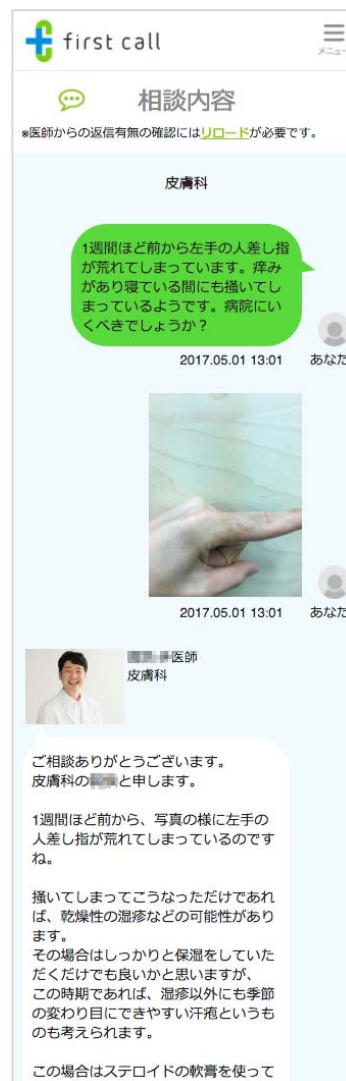 first call
メニュー
相談内容
※医師からの返信有無の確認にはリロードが必要です。
皮膚科
1週間ほど前から左手の人差し指
が荒れてしまっています。痒み
があり寝ている間にも掻いてし
まっているようです。病院にい
くべきでしょうか？
2017.05.01 13:01 あなた
2017.05.01 13:01 あなた
医師
皮膚科
ご相談ありがとうございます。
皮膚科の と申します。
1週間ほど前から、写真の様に左手の
人差し指が荒れてしまっているのです
ね。
掻いてしまってこうなっただけであれ
ば、乾燥性の湿疹などの可能性があり
ます。
その場合はしっかりと保湿をしていた
だくだけでも良いかと思いますが、
この時期であれば、湿疹以外にも季節
の変わり目にできやすい汗疱というも
のも考えられます。
この場合はステロイドの軟膏を使って